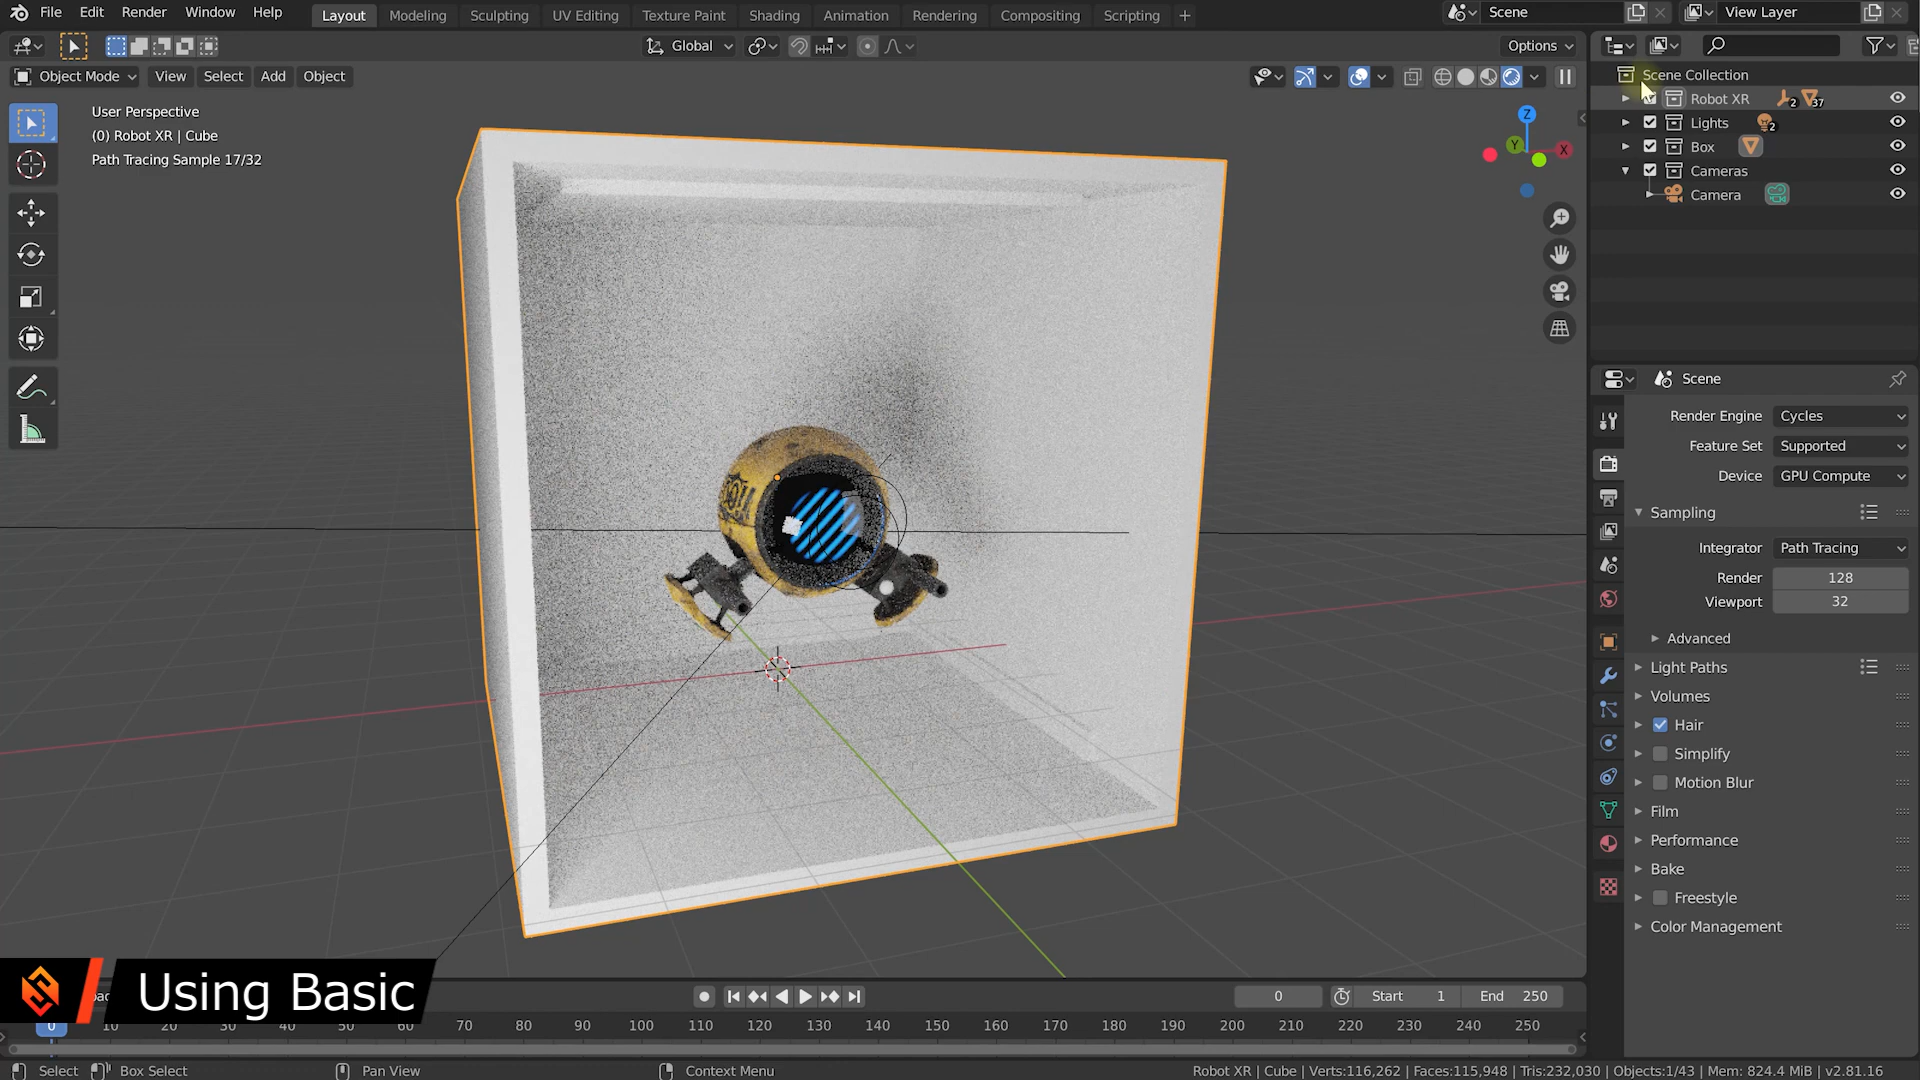 File Edit Render Window Help
Layout Modeling Sculpting UV Editing Texture Paint Shading Animation Rendering Compositing Scripting +
Scene
View Layer
Global
Options
Object Mode View Select Add Object
User Perspective
(0) Robot XR | Cube
Path Tracing Sample 17/32
Z
Y
X
Scene Collection
Robot XR 2 37
Lights 2
Box
Cameras
Camera
Scene
Render Engine Cycles
Feature Set Supported
Device GPU Compute
Sampling
Integrator Path Tracing
Render 128
Viewport 32
Advanced
Light Paths
Volumes
Hair
Simplify
Motion Blur
Film
Performance
Bake
Freestyle
Color Management
Using Basic
0 Start 1 End 250
0 10 20 30 40 50 60 70 80 90 100 110 120 130 140 150 160 170 180 190 200 210 220 230 240 250
Select Box Select Pan View Context Menu
Robot XR | Cube | Verts:116,262 | Faces:115,948 | Tris:232,030 | Objects:1/43 | Mem: 824.4 MiB | v2.81.16